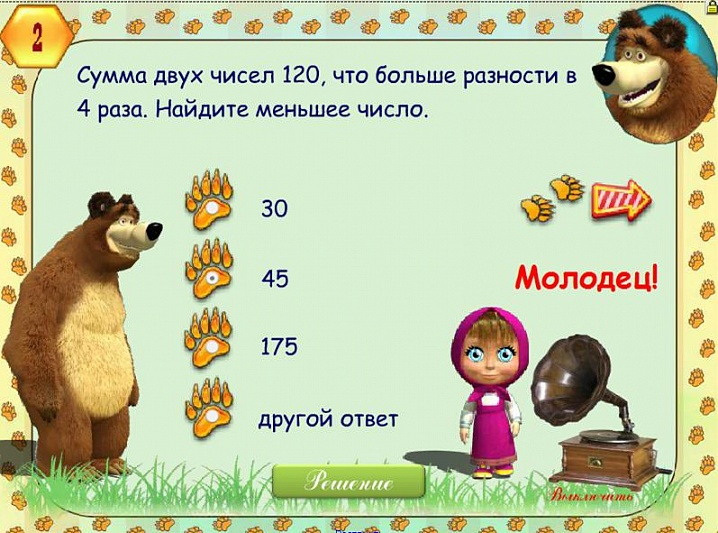 2
Сумма двух чисел 120, что больше разности в
4 раза. Найдите меньшее число.
30
45
175
другой ответ
Молодец!
Решение
Выключить